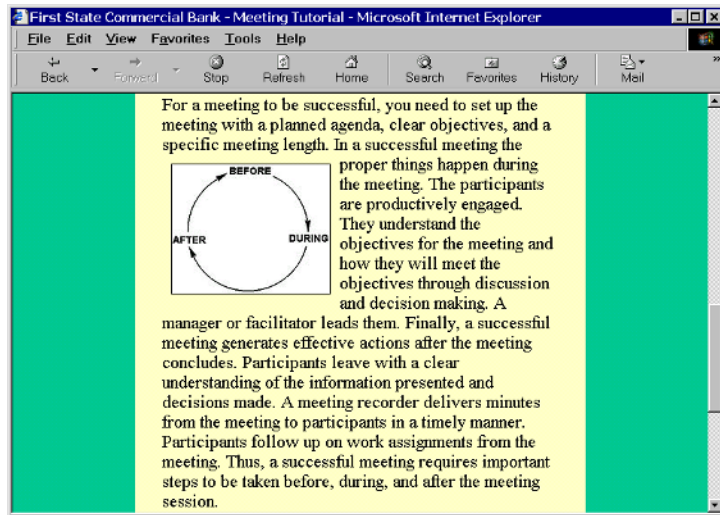 First State Commercial Bank - Meeting Tutorial - Microsoft Internet Explorer
File Edit View Favorites Tools Help
Back Forward Stop Refresh Home Search Favorites History Mail »
For a meeting to be successful, you need to set up the
meeting with a planned agenda, clear objectives, and a
specific meeting length. In a successful meeting the
proper things happen during
the meeting. The participants
are productively engaged.
They understand the
objectives for the meeting and
how they will meet the
objectives through discussion
and decision making. A
BEFORE
AFTER DURING
manager or facilitator leads them. Finally, a successful
meeting generates effective actions after the meeting
concludes. Participants leave with a clear
understanding of the information presented and
decisions made. A meeting recorder delivers minutes
from the meeting to participants in a timely manner.
Participants follow up on work assignments from the
meeting. Thus, a successful meeting requires important
steps to be taken before, during, and after the meeting
session.